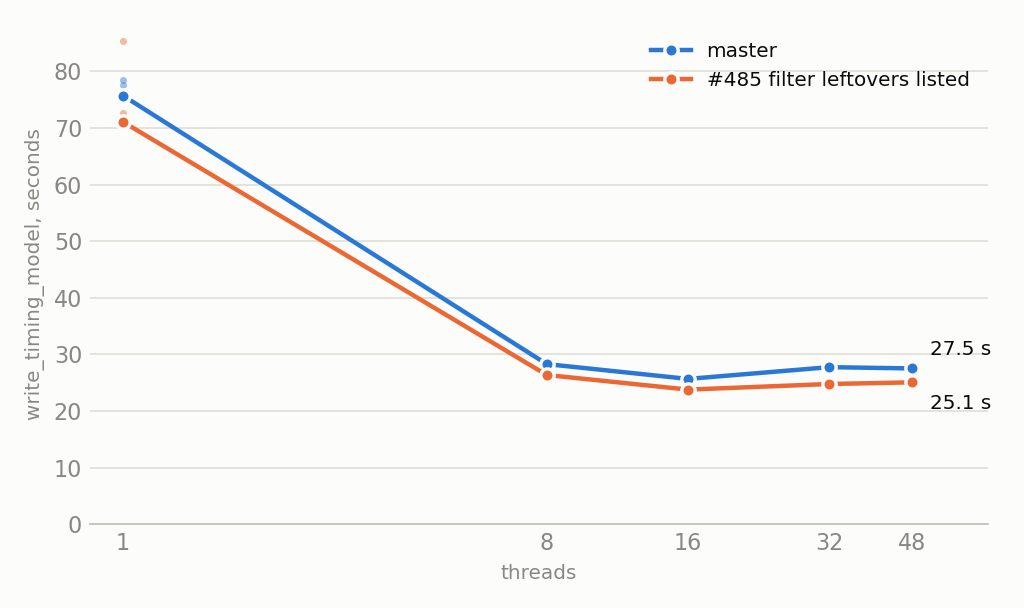 master
#485 filter leftovers listed
write_timing_model, seconds
80
70
60
50
40
30
20
10
0
27.5 s
25.1 s
1 8 16 32 48
threads